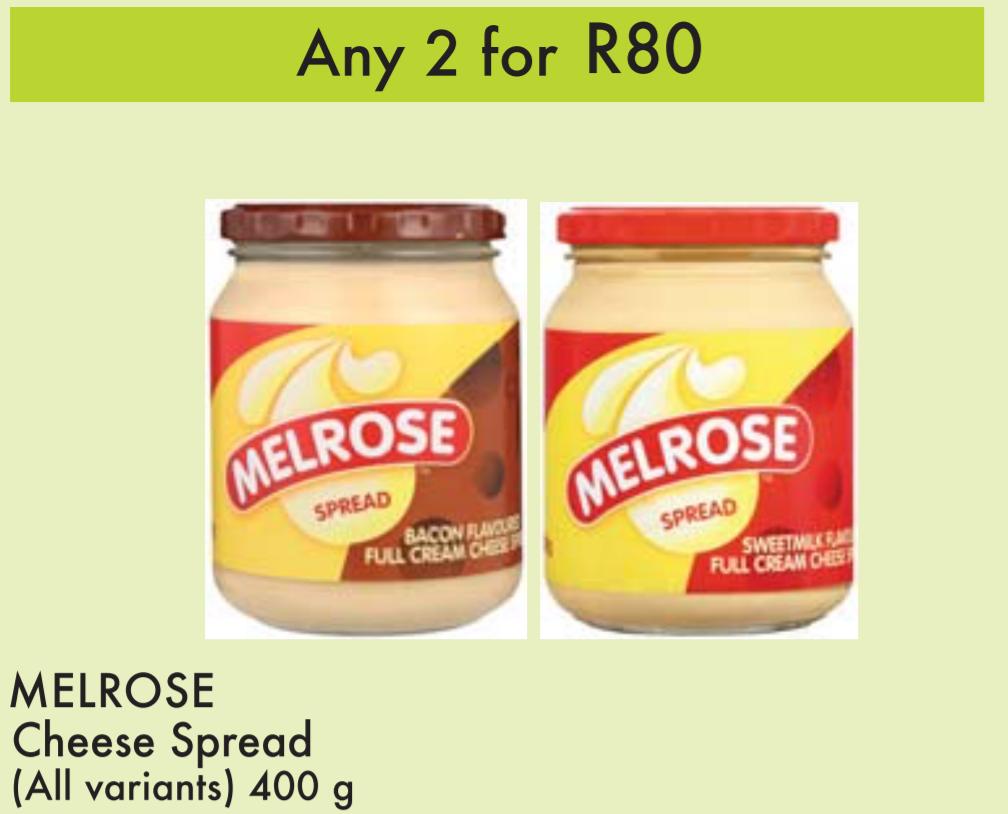 Any 2 for R80
MELROSE
SPREAD
BACON FLAVOURED
FULL CREAM CHEESE
MELROSE
SPREAD
SWEETMILK
FULL CREAM CHEESE
MELROSE
Cheese Spread
(All variants) 400 g